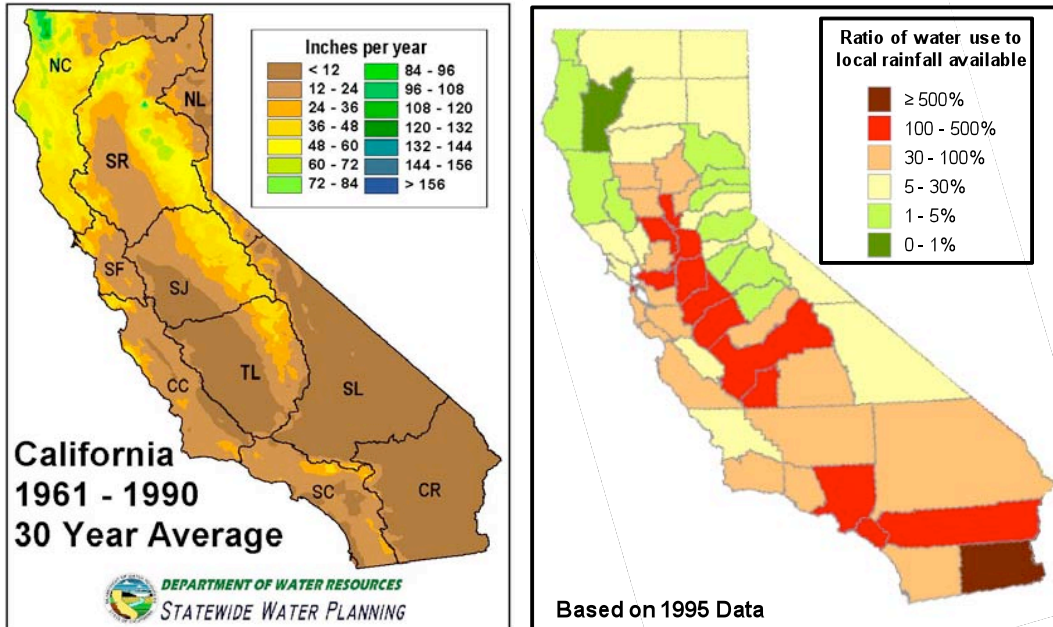 Inches per year
< 12
12 - 24
24 - 36
36 - 48
48 - 60
60 - 72
72 - 84
84 - 96
96 - 108
108 - 120
120 - 132
132 - 144
144 - 156
> 156
NC
NL
SR
SF
SJ
TL
CC
SL
SC
CR
California
1961 - 1990
30 Year Average
DEPARTMENT OF WATER RESOURCES
STATEWIDE WATER PLANNING
Ratio of water use to
local rainfall available
≥ 500%
100 - 500%
30 - 100%
5 - 30%
1 - 5%
0 - 1%
Based on 1995 Data